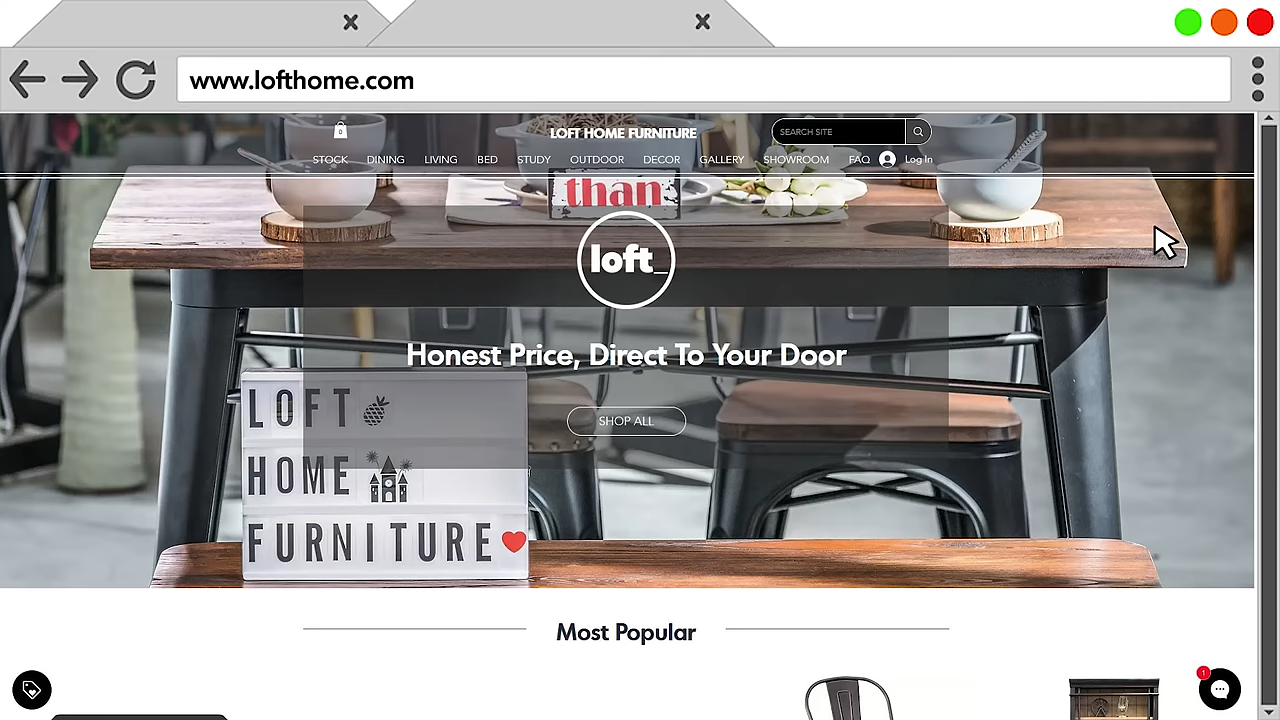 www.lofthome.com
0
LOFT HOME FURNITURE
SEARCH SITE
STOCK DINING LIVING BED STUDY OUTDOOR DECOR GALLERY SHOWROOM FAQ Log In
than
loft_
Honest Price, Direct To Your Door
SHOP ALL
LOFT
HOME
FURNITURE
Most Popular
1